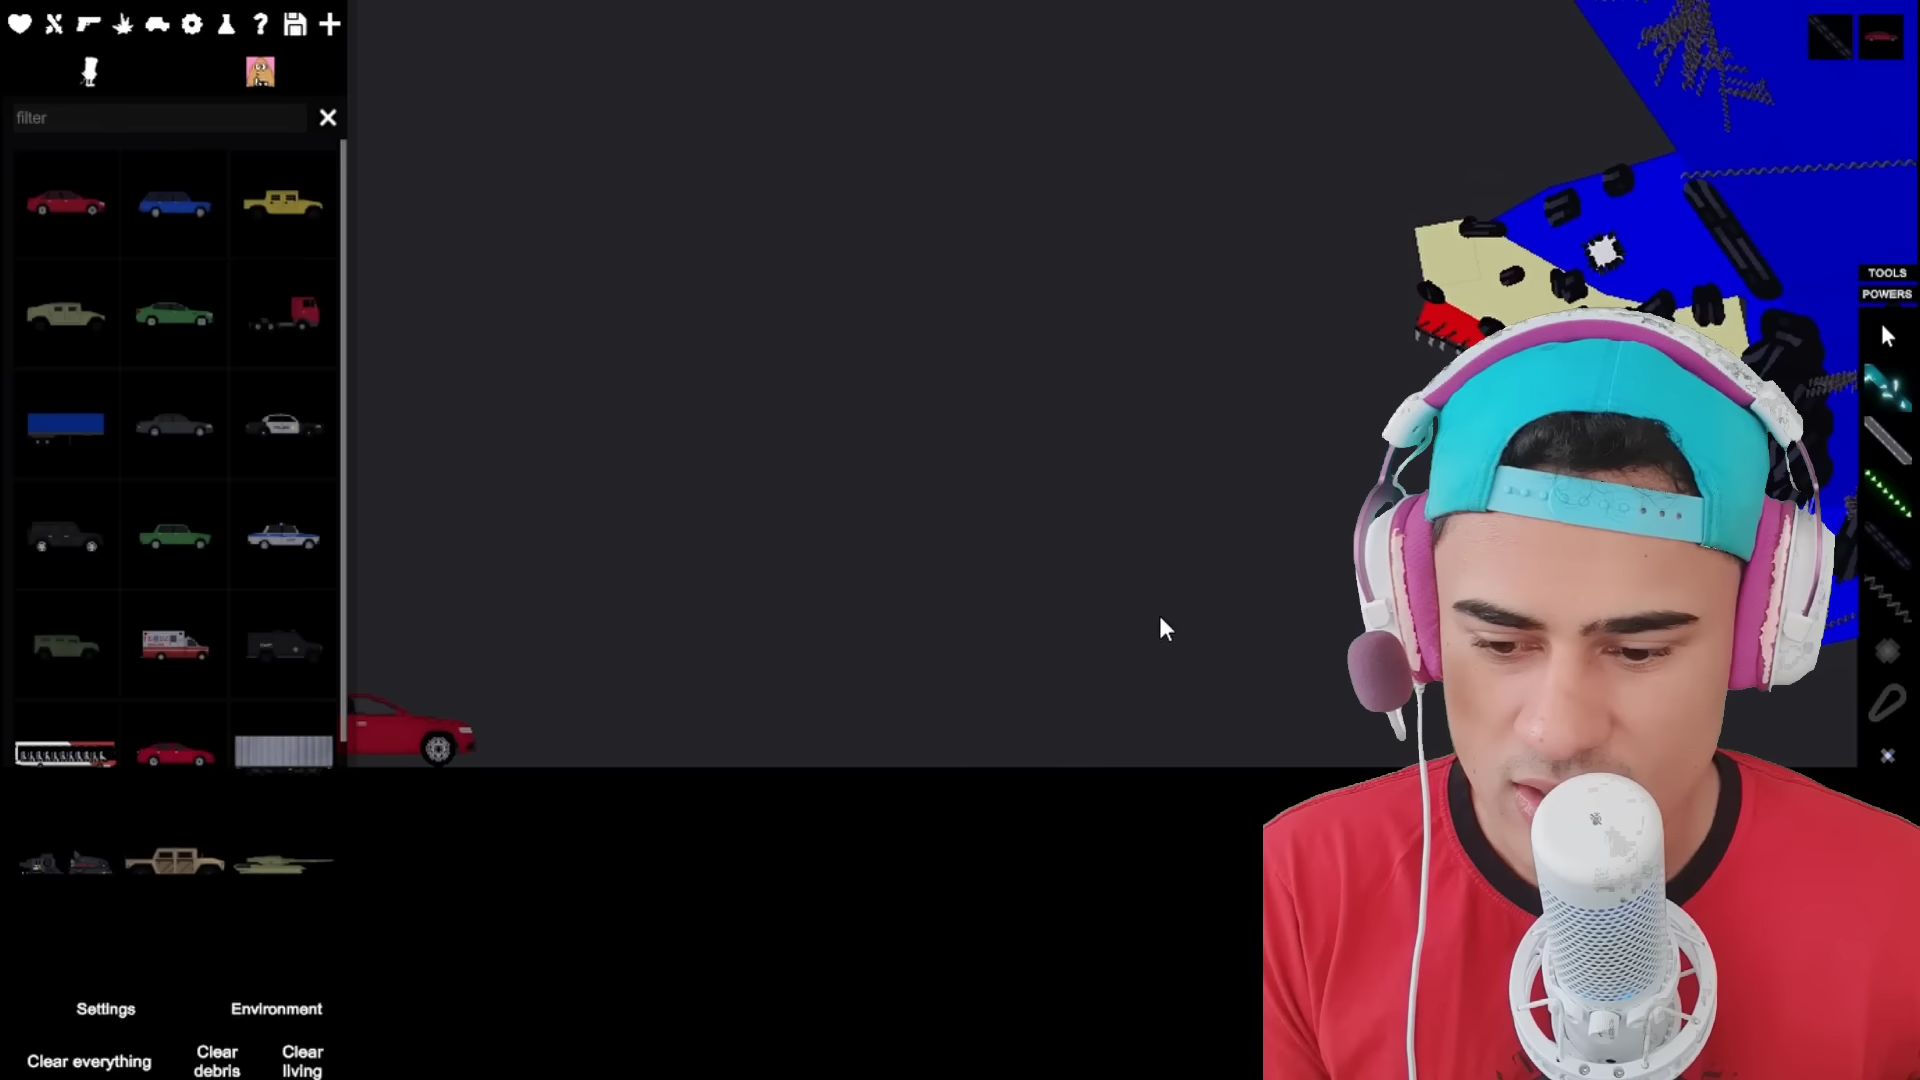 filter
TOOLS
POWERS
Settings
Environment
Clear everything
Clear debris
Clear living